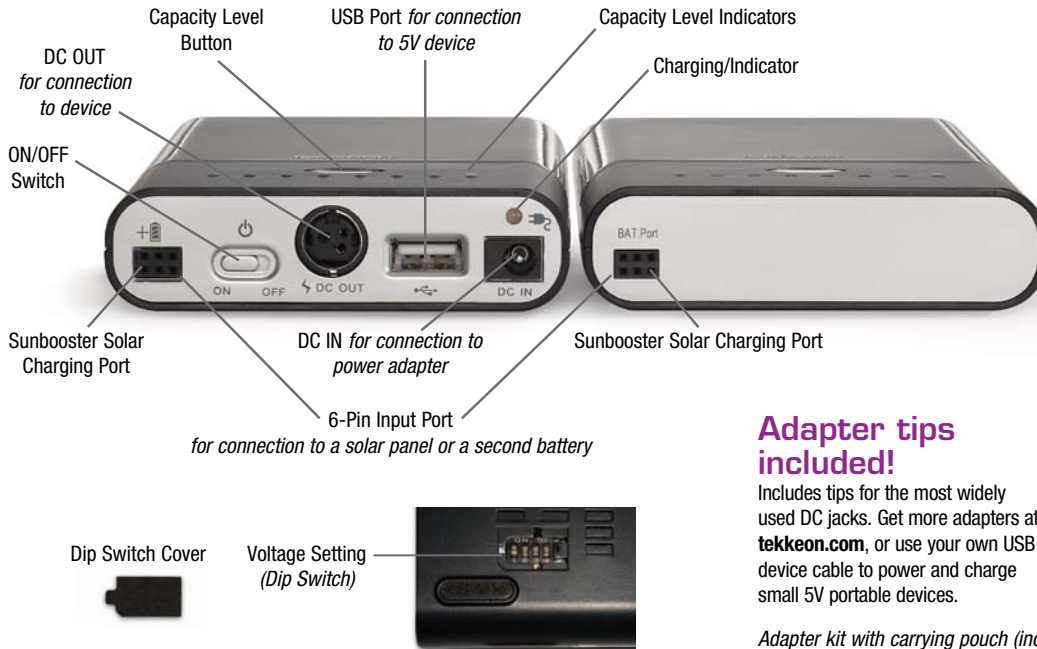 Capacity Level
Button
USB Port for connection
to 5V device
Capacity Level Indicators
DC OUT
for connection
to device
Charging/Indicator
ON/OFF
Switch
BAT.Port
ON
OFF
DC OUT
DC IN
Sunbooster Solar
Charging Port
DC IN for connection to
power adapter
Sunbooster Solar Charging Port
6-Pin Input Port
for connection to a solar panel or a second battery
Adapter tips
included!
Includes tips for the most widely
used DC jacks. Get more adapters at
tekkeon.com, or use your own USB
device cable to power and charge
small 5V portable devices.
Dip Switch Cover
Voltage Setting
(Dip Switch)
Adapter kit with carrying pouch (inc